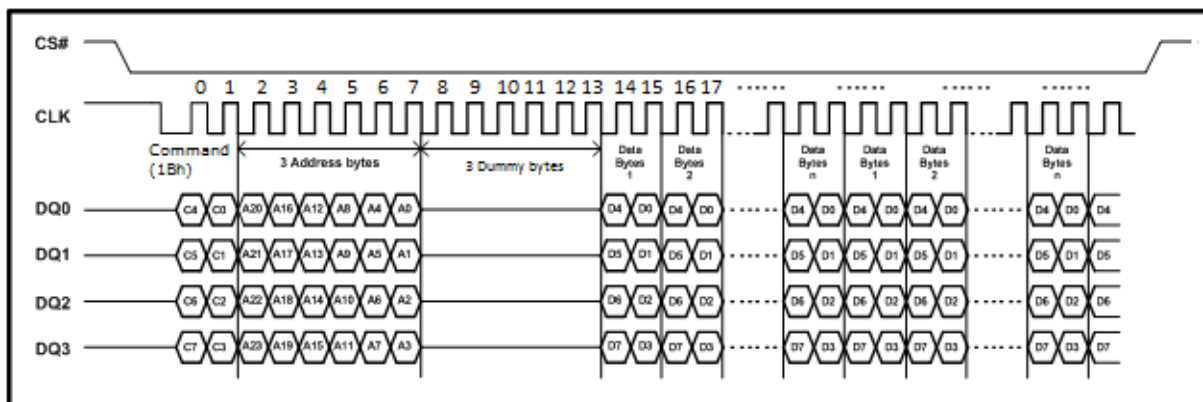 CS#
0 1 2 3 4 5 6 7 8 9 10 11 12 13 14 15 16 17
CLK
Command
(1Bh)
3 Address bytes
3 Dummy bytes
Data Bytes 1
Data Bytes 2
Data Bytes n
Data Bytes 1
Data Bytes 2
Data Bytes n
DQ0 C4 C0 A20 A16 A12 A8 A4 A0 D4 D0 D4 D0 D4 D0 D4 D0 D4 D0 D4 D0 D4
DQ1 C5 C1 A21 A17 A13 A9 A5 A1 D5 D1 D5 D1 D5 D1 D5 D1 D5 D1 D5 D1 D5
DQ2 C6 C2 A22 A18 A14 A10 A6 A2 D6 D2 D6 D2 D6 D2 D6 D2 D6 D2 D6 D2 D6
DQ3 C7 C3 A23 A19 A15 A11 A7 A3 D7 D3 D7 D3 D7 D3 D7 D3 D7 D3 D7 D3 D7